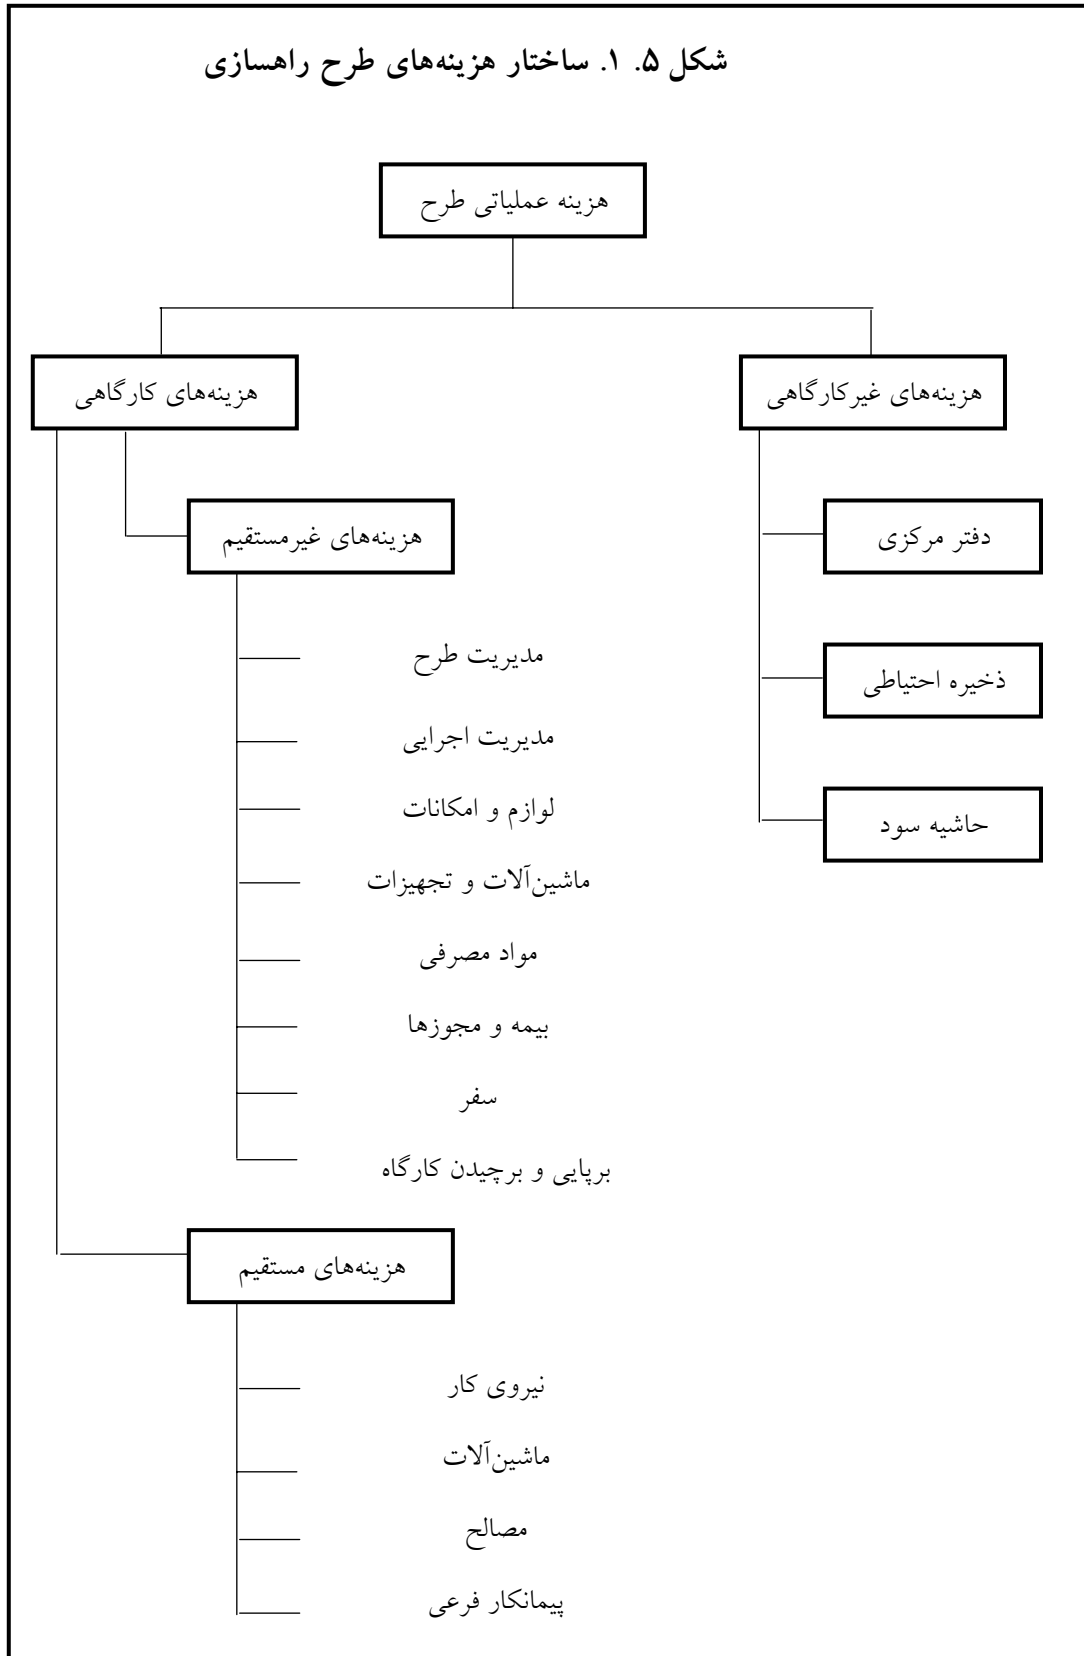 شکل ۵. ۱. ساختار هزینه‌های طرح راهسازی
هزینه عملیاتی طرح
هزینه‌های غیرکارگاهی
دفتر مرکزی
ذخیره احتیاطی
حاشیه سود
هزینه‌های کارگاهی
هزینه‌های غیرمستقیم
مدیریت طرح
مدیریت اجرایی
لوازم و امکانات
ماشین‌آلات و تجهیزات
مواد مصرفی
بیمه و مجوزها
سفر
برپایی و برچیدن کارگاه
هزینه‌های مستقیم
نیروی کار
ماشین‌آلات
مصالح
پیمانکار فرعی